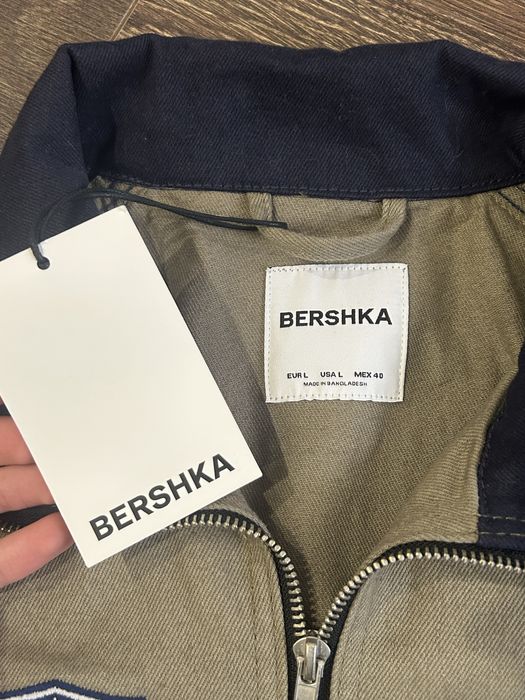 BERSHKA
EUR L USA L MEX 40
MADE IN BANGLADESH
BERSHKA